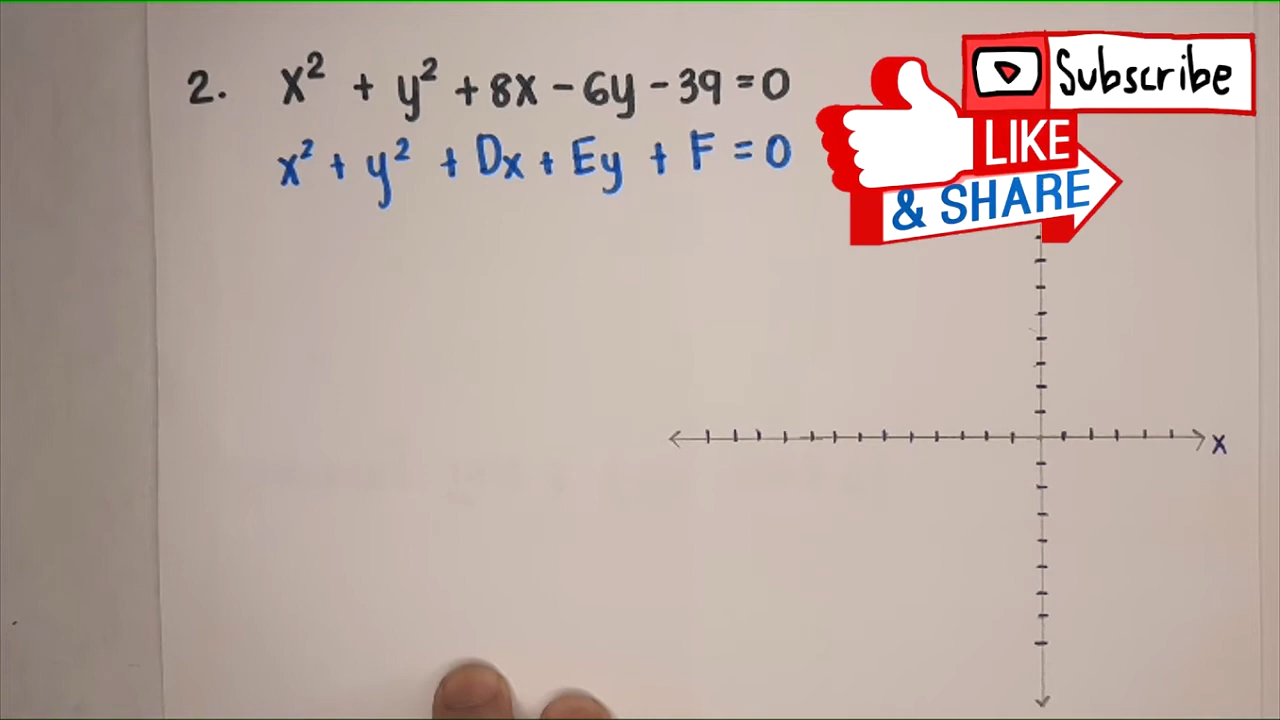 2. x² + y² + 8x - 6y - 39 = 0
x² + y² + Dx + Ey + F = 0
Subscribe
LIKE
& SHARE
x